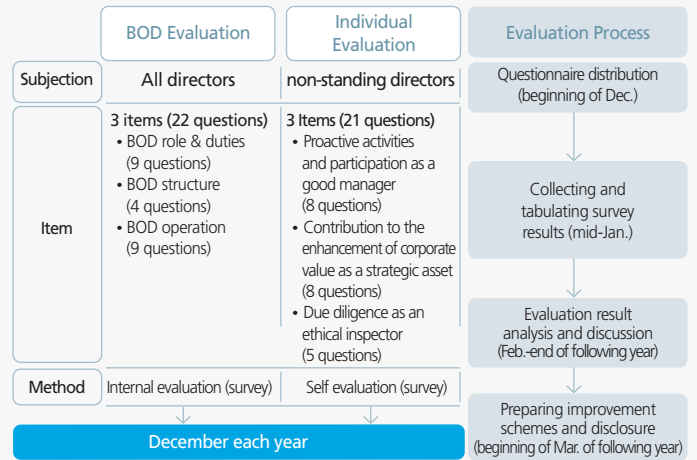 BOD Evaluation
Individual
Evaluation
Evaluation Process
Subjection
All directors
non-standing directors
Item
3 items (22 questions)
• BOD role & duties
(9 questions)
• BOD structure
(4 questions)
• BOD operation
(9 questions)
3 Items (21 questions)
• Proactive activities
and participation as a
good manager
(8 questions)
• Contribution to the
enhancement of corporate
value as a strategic asset
(8 questions)
• Due diligence as an
ethical inspector
(5 questions)
Method
Internal evaluation (survey)
Self evaluation (survey)
December each year
Questionnaire distribution
(beginning of Dec.)
Collecting and
tabulating survey
results (mid-Jan.)
Evaluation result
analysis and discussion
(Feb.-end of following year)
Preparing improvement
schemes and disclosure
(beginning of Mar. of following year)